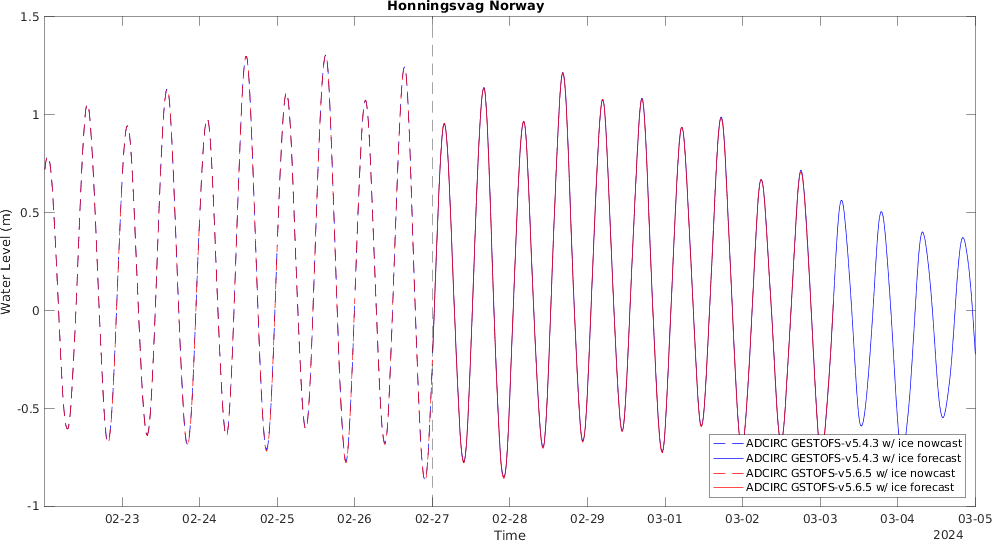 Honningsvag Norway
1.5
1
0.5
0
-0.5
-1
Water Level (m)
02-23 02-24 02-25 02-26 02-27 02-28 02-29 03-01 03-02 03-03 03-04 03-05
Time
2024
ADCIRC GESTOFS-v5.4.3 w/ ice nowcast
ADCIRC GESTOFS-v5.4.3 w/ ice forecast
ADCIRC GSTOFS-v5.6.5 w/ ice nowcast
ADCIRC GSTOFS-v5.6.5 w/ ice forecast